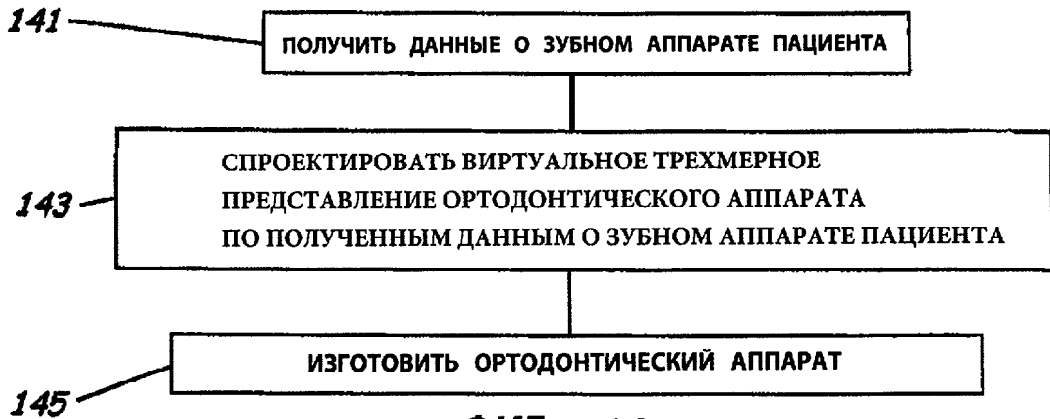 141
ПОЛУЧИТЬ ДАННЫЕ О ЗУБНОМ АППАРАТЕ ПАЦИЕНТА
143
СПРОЕКТИРОВАТЬ ВИРТУАЛЬНОЕ ТРЕХМЕРНОЕ
ПРЕДСТАВЛЕНИЕ ОРТОДОНТИЧЕСКОГО АППАРАТА
ПО ПОЛУЧЕННЫМ ДАННЫМ О ЗУБНОМ АППАРАТЕ ПАЦИЕНТА
145
ИЗГОТОВИТЬ ОРТОДОНТИЧЕСКИЙ АППАРАТ